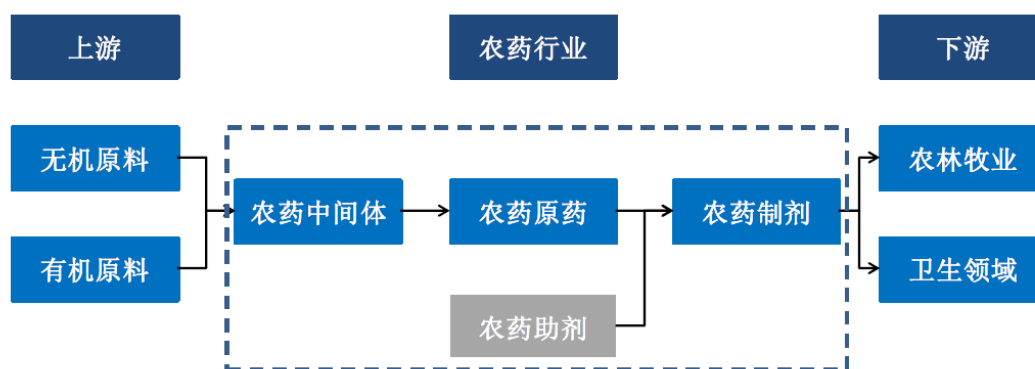 上游
农药行业
下游
无机原料
农林牧业
农药中间体
农药原药
农药制剂
有机原料
卫生领域
农药助剂